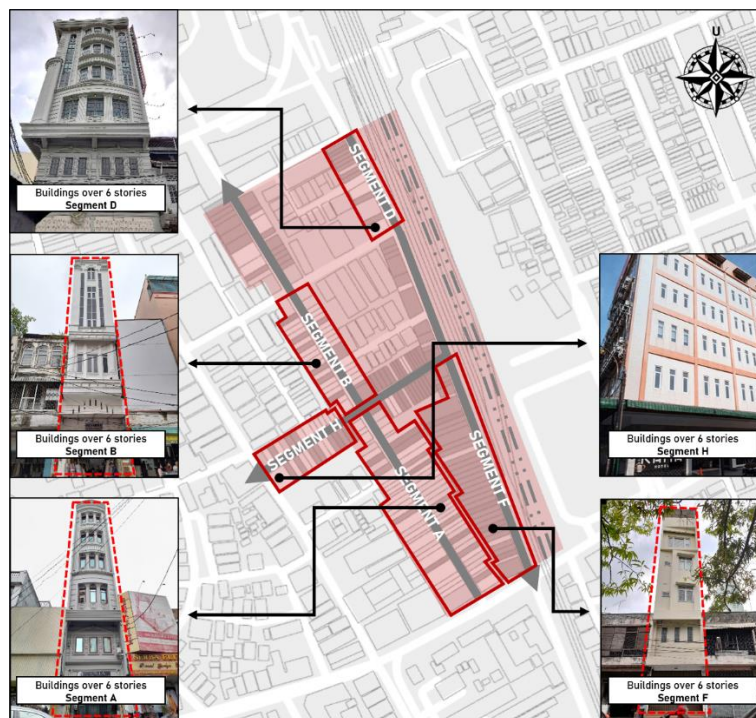 U
Buildings over 6 stories
Segment D
SEGMENT D
Buildings over 6 stories
Segment B
SEGMENT B
Buildings over 6 stories
Segment H
SEGMENT H
SEGMENT A
SEGMENT F
Buildings over 6 stories
Segment A
Buildings over 6 stories
Segment F